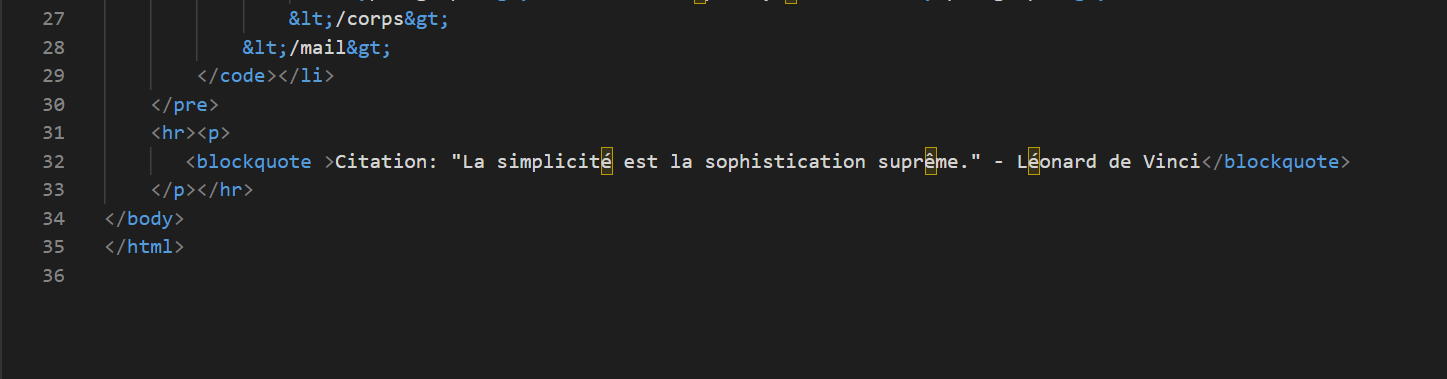 27 &lt;/corps&gt;
28 &lt;/mail&gt;
29 </code></li>
30 </pre>
31 <hr><p>
32 <blockquote >Citation: "La simplicité est la sophistication suprême." - Léonard de Vinci</blockquote>
33 </p></hr>
34 </body>
35 </html>
36